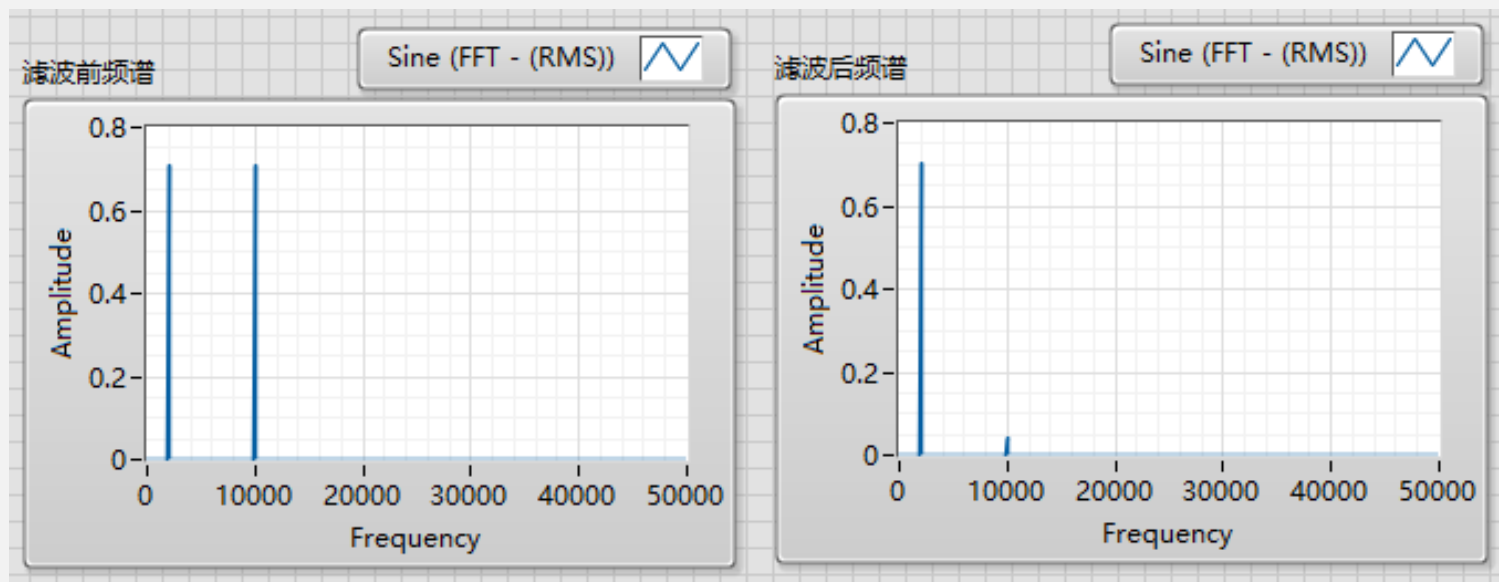 滤波前频谱
Sine (FFT - (RMS))
0.8
0.6
0.4
0.2
0
Amplitude
0
10000
20000
30000
40000
50000
Frequency
滤波后频谱
Sine (FFT - (RMS))
0.8
0.6
0.4
0.2
0
Amplitude
0
10000
20000
30000
40000
50000
Frequency